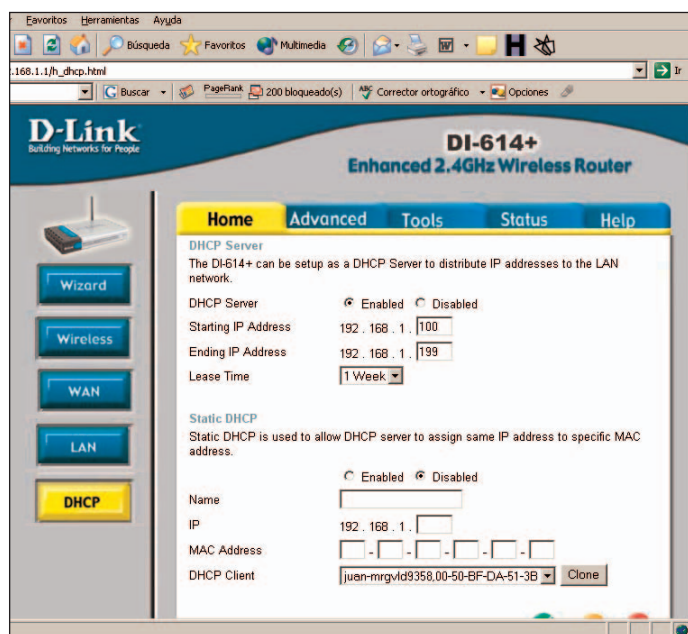 Favoritos Herramientas Ayuda
Búsqueda Favoritos Multimedia
.168.1.1/h_dhcp.html Ir
Buscar PageRank 200 bloqueado(s) ABC Corrector ortográfico Opciones
D-Link
Building Networks for People
DI-614+
Enhanced 2.4GHz Wireless Router
Home Advanced Tools Status Help
Wizard
Wireless
WAN
LAN
DHCP
DHCP Server
The DI-614+ can be setup as a DHCP Server to distribute IP addresses to the LAN
network.
DHCP Server Enabled Disabled
Starting IP Address 192 . 168 . 1 . 100
Ending IP Address 192 . 168 . 1 . 199
Lease Time 1 Week
Static DHCP
Static DHCP is used to allow DHCP server to assign same IP address to specific MAC
address.
Enabled Disabled
Name
IP 192 . 168 . 1 .
MAC Address - - - - -
DHCP Client juan-mrgvld9358,00-50-BF-DA-51-3B Clone